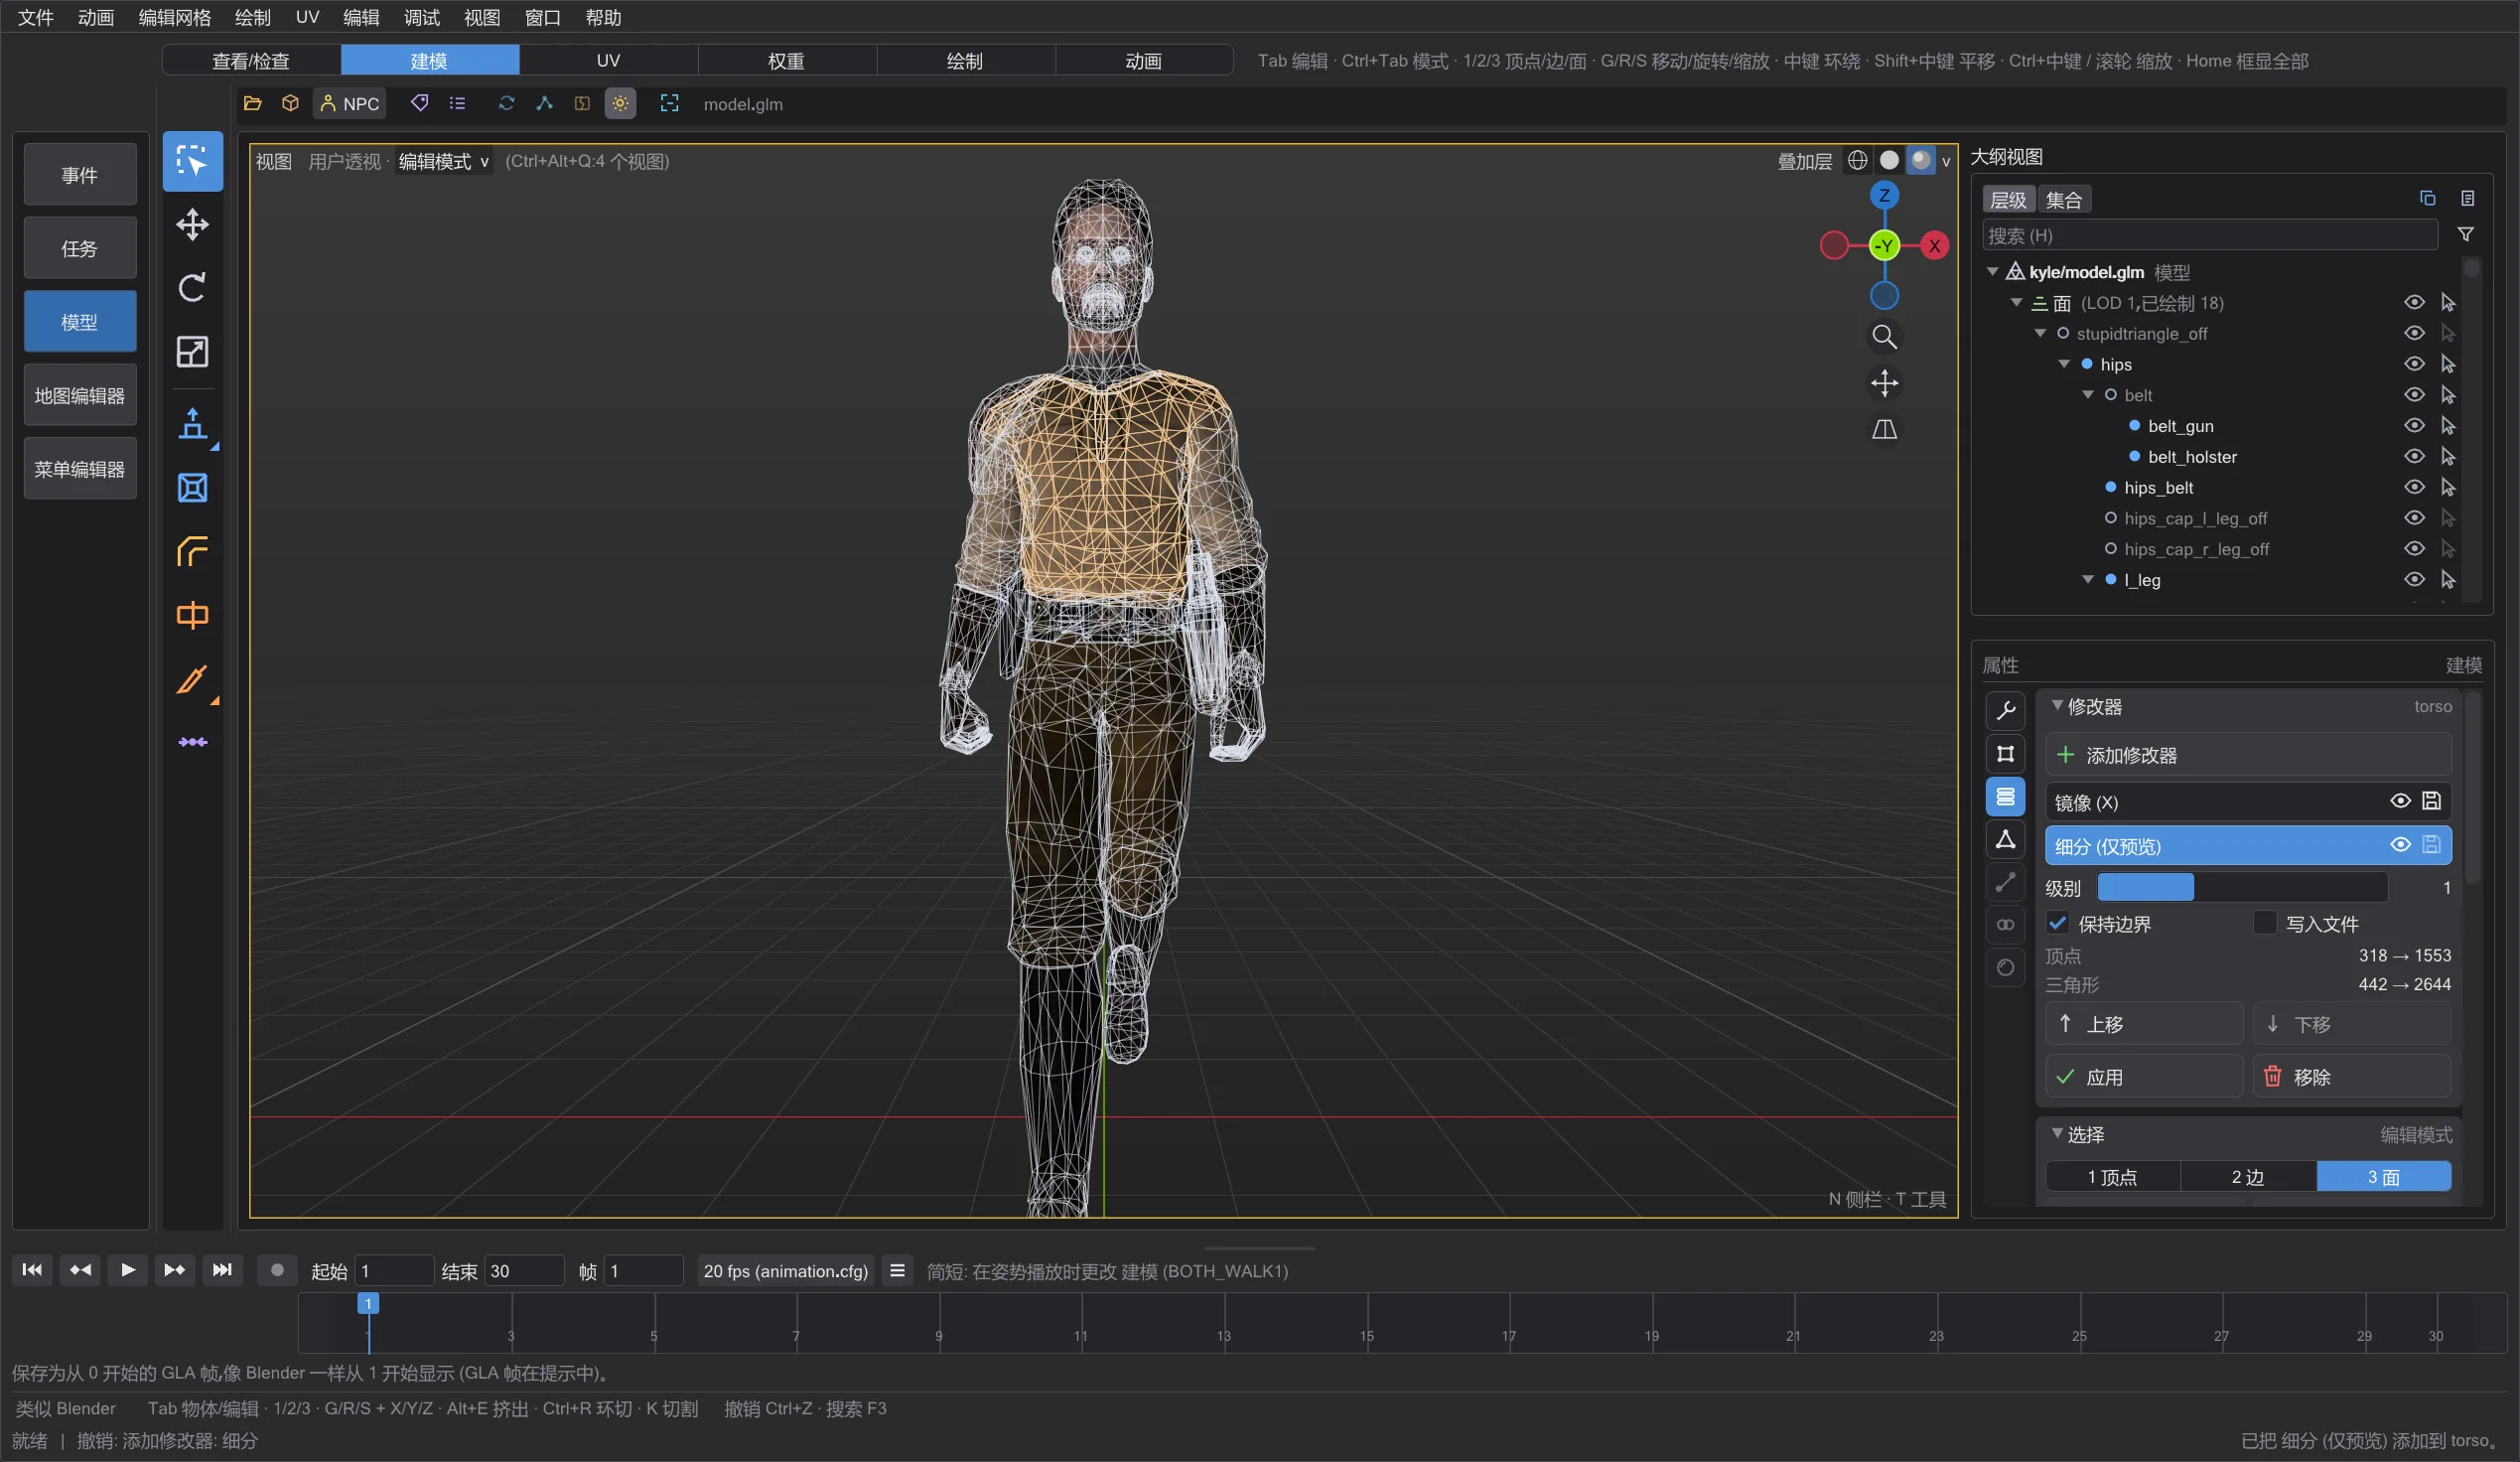 文件 动画 编辑网格 绘制 UV 编辑 调试 视图 窗口 帮助
查看/检查 建模 UV 权重 绘制 动画 Tab 编辑 · Ctrl+Tab 模式 · 1/2/3 顶点/边/面 · G/R/S 移动/旋转/缩放 · 中键 环绕 · Shift+中键 平移 · Ctrl+中键 / 滚轮 缩放 · Home 框显全部
NPC model.glm
事件
任务
模型
地图编辑器
菜单编辑器
视图 用户透视 · 编辑模式 v (Ctrl+Alt+Q:4 个视图)
叠加层 v
Z
-Y X
N 侧栏 · T 工具
大纲视图
层级 集合
搜索 (H)
kyle/model.glm 模型
面 (LOD 1,已绘制 18)
stupidtriangle_off
hips
belt
belt_gun
belt_holster
hips_belt
hips_cap_l_leg_off
hips_cap_r_leg_off
l_leg
属性 建模
修改器 torso
添加修改器
镜像 (X)
细分 (仅预览)
级别 1
保持边界 写入文件
顶点 318 → 1553
三角形 442 → 2644
上移 下移
应用 移除
选择 编辑模式
1 顶点 2 边 3 面
起始 1 结束 30 帧 1 20 fps (animation.cfg) 简短: 在姿势播放时更改 建模 (BOTH_WALK1)
1
1 3 5 7 9 11 13 15 17 19 21 23 25 27 29 30
保存为从 0 开始的 GLA 帧,像 Blender 一样从 1 开始显示 (GLA 帧在提示中)。
类似 Blender Tab 物体/编辑 · 1/2/3 · G/R/S + X/Y/Z · Alt+E 挤出 · Ctrl+R 环切 · K 切割 撤销 Ctrl+Z · 搜索 F3
就绪 | 撤销: 添加修改器: 细分 已把 细分 (仅预览) 添加到 torso。